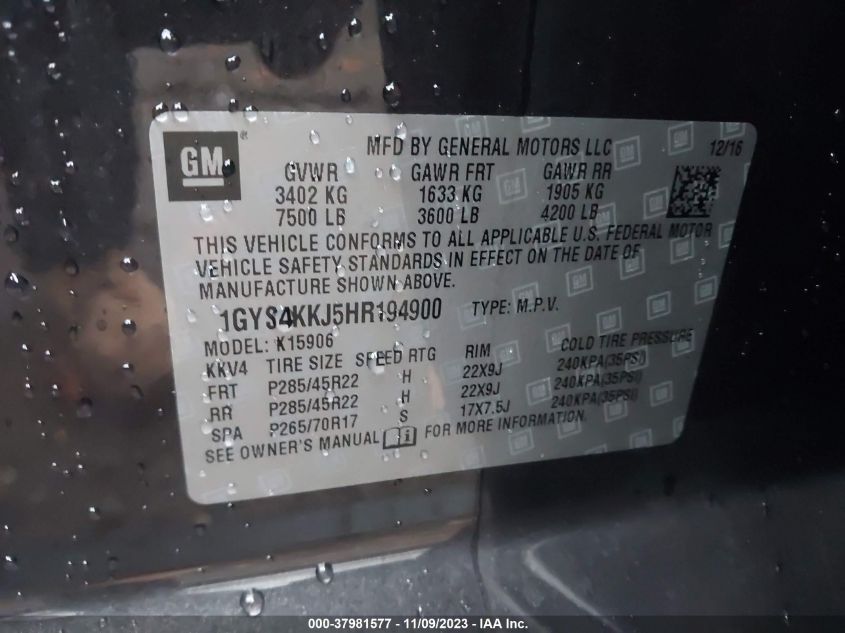 GM
®
MFD BY GENERAL MOTORS LLC 12/16
GVWR GAWR FRT GAWR RR
3402 KG 1633 KG 1905 KG
7500 LB 3600 LB 4200 LB
THIS VEHICLE CONFORMS TO ALL APPLICABLE U.S. FEDERAL MOTOR
VEHICLE SAFETY STANDARDS IN EFFECT ON THE DATE OF
MANUFACTURE SHOWN ABOVE.
1GYS4KKJ5HR194900 TYPE: M.P.V.
MODEL: K15906
KKV4 TIRE SIZE SPEED RTG RIM COLD TIRE PRESSURE
FRT P285/45R22 H 22X9J 240KPA(35PSI)
RR P285/45R22 H 22X9J 240KPA(35PSI)
SPA P265/70R17 S 17X7.5J 240KPA(35PSI)
SEE OWNER'S MANUAL FOR MORE INFORMATION.
000-37981577 - 11/09/2023 - IAA Inc.